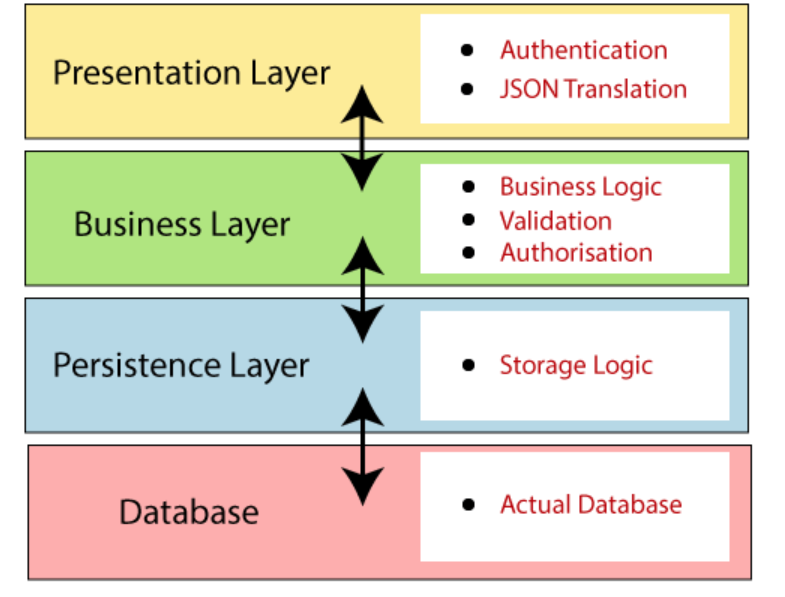 Presentation Layer
Authentication
JSON Translation
Business Layer
Business Logic
Validation
Authorisation
Persistence Layer
Storage Logic
Database
Actual Database